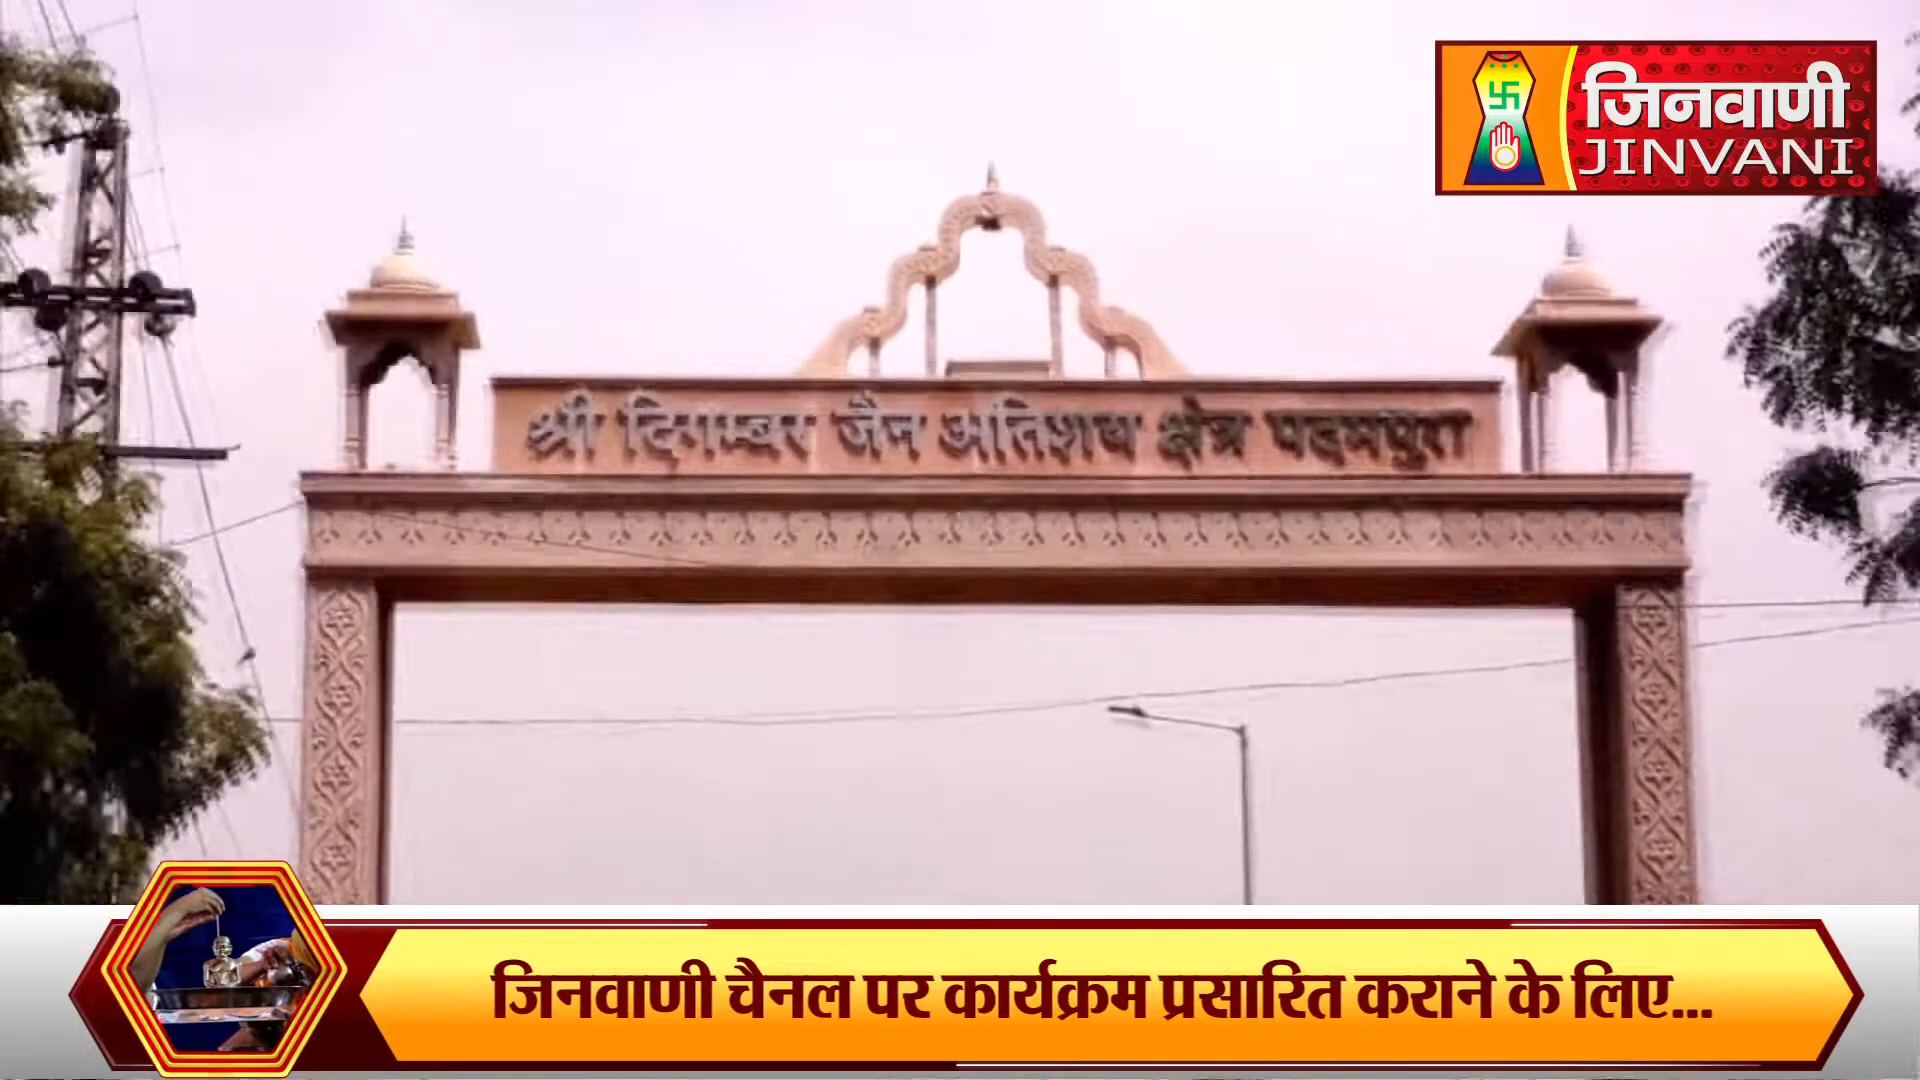 जिनवाणी
JINVANI
श्री दिगम्बर जैन अतिशय क्षेत्र पदमपुरा
जिनवाणी चैनल पर कार्यक्रम प्रसारित कराने के लिए...